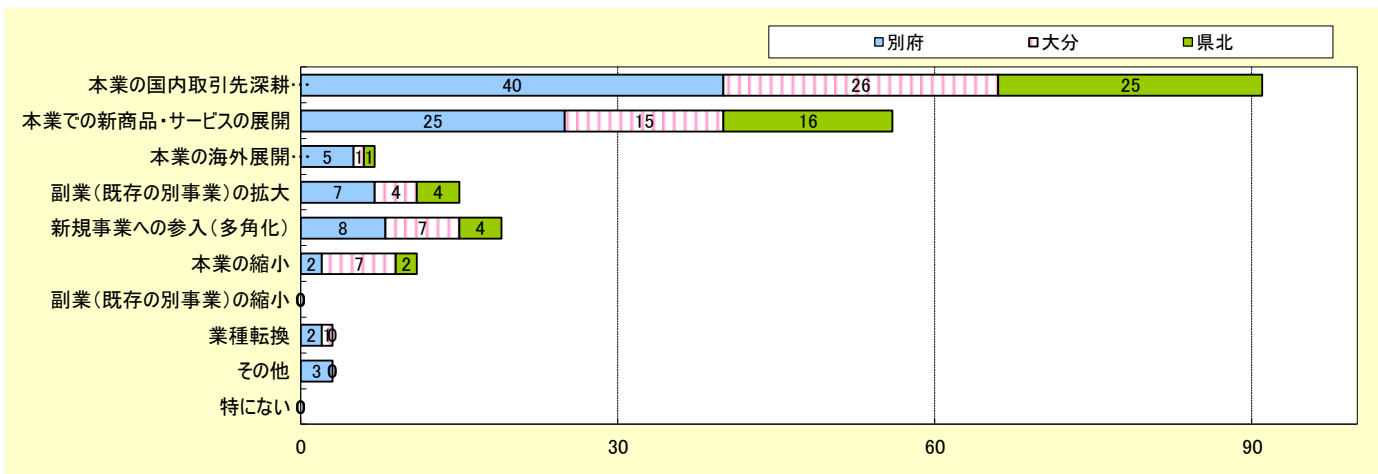 別府 大分 県北
本業の国内取引先深耕… 40 26 25
本業での新商品・サービスの展開 25 15 16
本業の海外展開… 5 1 1
副業(既存の別事業)の拡大 7 4 4
新規事業への参入(多角化) 8 7 4
本業の縮小 2 7 2
副業(既存の別事業)の縮小 0
業種転換 2 1 0
その他 3 0
特にない 0
0 30 60 90